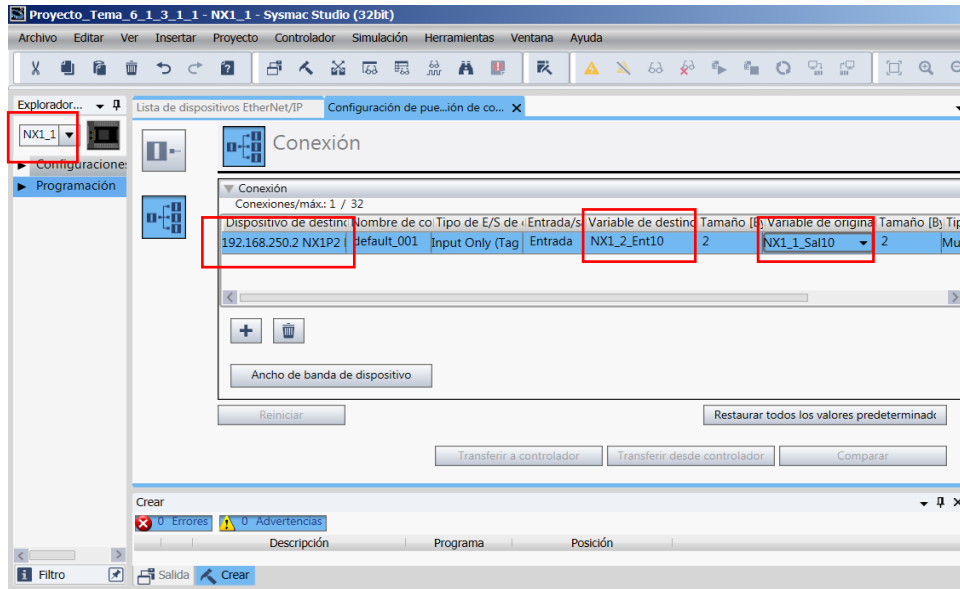 Proyecto_Tema_6_1_3_1_1 - NX1_1 - Sysmac Studio (32bit)
Archivo Editar Ver Insertar Proyecto Controlador Simulación Herramientas Ventana Ayuda
Explorador...
Lista de dispositivos EtherNet/IP
Configuración de pue...ión de co...
NX1_1
Configuraciones
Programación
Conexión
Conexión
Conexiones/máx.: 1 / 32
Dispositivo de destino Nombre de co Tipo de E/S de Entrada/s Variable de destino Tamaño [By Variable de origina Tamaño [By Tip
192.168.250.2 NX1P2 default_001 Input Only (Tag Entrada NX1_2_Ent10 2 NX1_1_Sal10 2 Mu
+
Ancho de banda de dispositivo
Reiniciar
Restaurar todos los valores predeterminado
Transferir a controlador Transferir desde controlador Comparar
Crear
0 Errores 0 Advertencias
Descripción Programa Posición
Filtro
Salida Crear